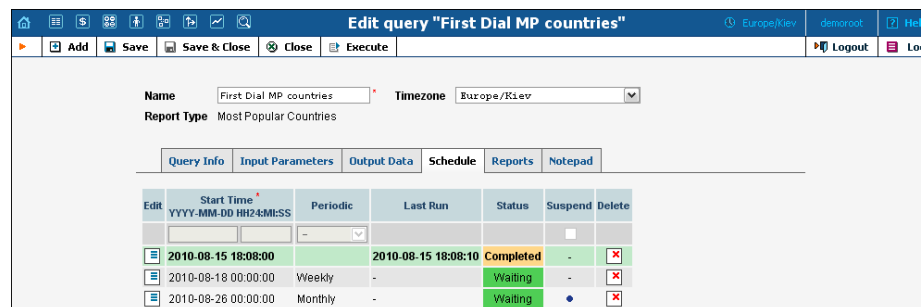 Edit query "First Dial MP countries"
Europe/Kiev
demoroot
Add Save Save & Close Close Execute
Logout
Name First Dial MP countries * Timezone Europe/Kiev
Report Type Most Popular Countries
Query Info Input Parameters Output Data Schedule Reports Notepad
Edit Start Time * YYYY-MM-DD HH24:MI:SS Periodic Last Run Status Suspend Delete
-
2010-08-15 18:08:00 2010-08-15 18:08:10 Completed -
2010-08-18 00:00:00 Weekly - Waiting -
2010-08-26 00:00:00 Monthly - Waiting